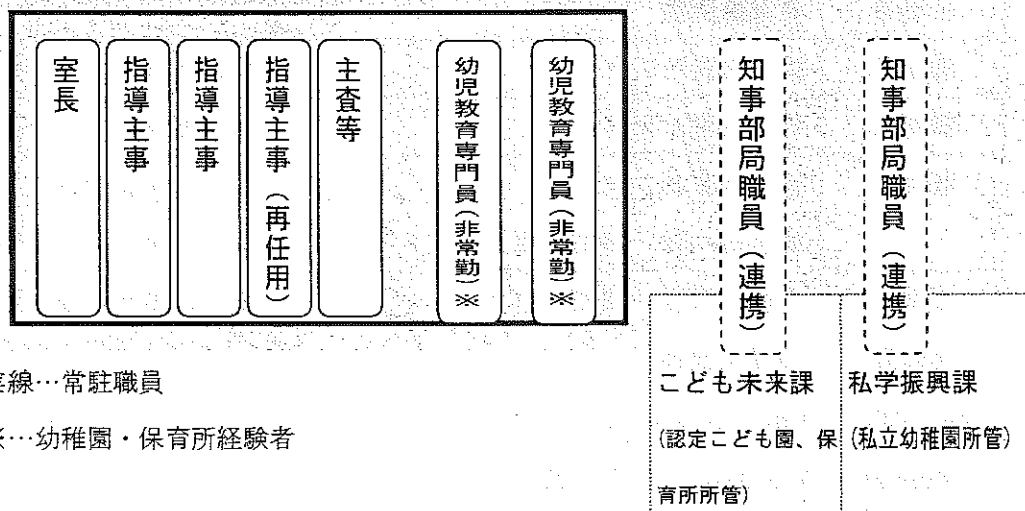 室長
指導主事
指導主事
指導主事（再任用）
主査等
幼児教育専門員（非常勤）※
幼児教育専門員（非常勤）※
知事部局職員（連携）
知事部局職員（連携）
線…常駐職員
…幼稚園・保育所経験者
こども未来課
(認定こども園、保
育所所管)
私学振興課
(私立幼稚園所管)